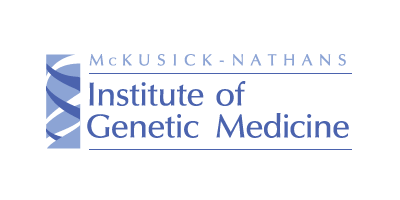 McKUSICK-NATHANS
Institute of
Genetic Medicine